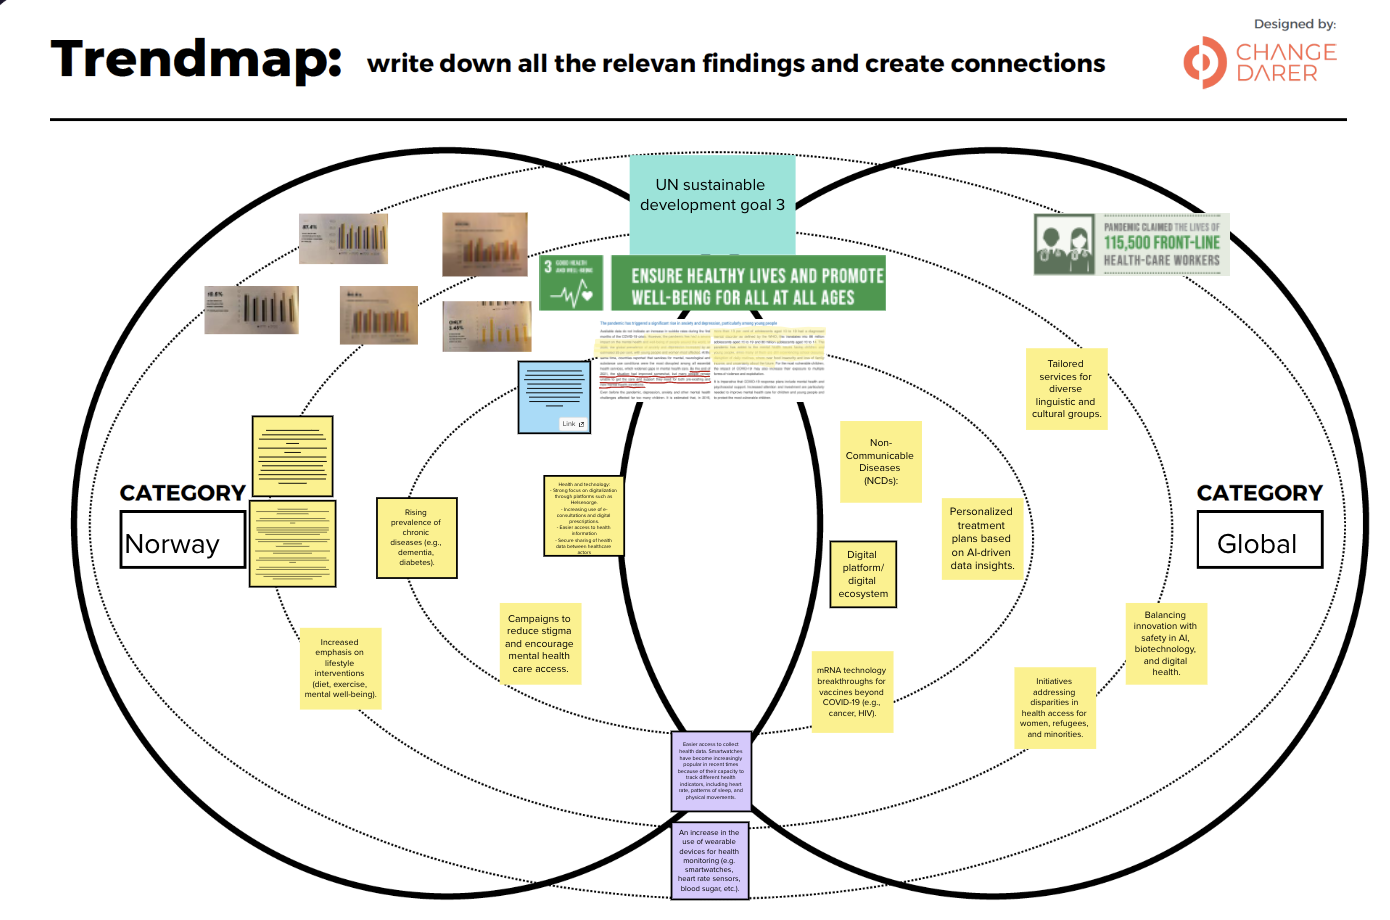 Designed by:
CHANGE
DARER
Trendmap: write down all the relevan findings and create connections
UN sustainable
development goal 3
3 GOOD HEALTH
AND WELL-BEING
ENSURE HEALTHY LIVES AND PROMOTE
WELL-BEING FOR ALL AT ALL AGES
PANDEMIC CLAIMED THE LIVES OF
115,500 FRONT-LINE
HEALTH-CARE WORKERS
87.4%
The pandemic has triggered a significant rise in anxiety and depression, particularly among young people
Link
Tailored
services for
diverse
linguistic and
cultural groups.
Non-
Communicable
Diseases
(NCDs):
CATEGORY
Norway
Rising
prevalence of
chronic
diseases (e.g.,
dementia,
diabetes).
Health and technology:
- Strong focus on digitalization
through platforms such as
Helsenorge.
- Increasing use of e-
consultations and digital
prescriptions.
- Easier access to health
information
- Secure sharing of health
data between healthcare
actors
Personalized
treatment
plans based
on AI-driven
data insights.
Digital
platform/
digital
ecosystem
CATEGORY
Global
Campaigns to
reduce stigma
and encourage
mental health
care access.
Increased
emphasis on
lifestyle
interventions
(diet, exercise,
mental well-being).
mRNA technology
breakthroughs for
vaccines beyond
COVID-19 (e.g.,
cancer, HIV).
Balancing
innovation with
safety in AI,
biotechnology,
and digital
health.
Initiatives
addressing
disparities in
health access for
women, refugees,
and minorities.
Easier access to collect
health data. Smartwatches
have become increasingly
popular in recent times
because of their capacity to
track different health
indicators, including heart
rate, patterns of sleep, and
physical movements.
An increase in the
use of wearable
devices for health
monitoring (e.g.
smartwatches,
heart rate sensors,
blood sugar, etc.).